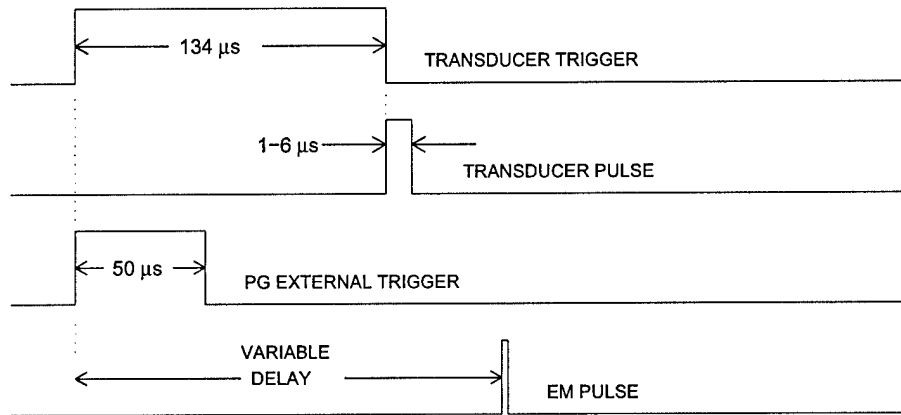 134 μs
TRANSDUCER TRIGGER
1–6 μs
TRANSDUCER PULSE
50 μs
PG EXTERNAL TRIGGER
VARIABLE
DELAY
EM PULSE